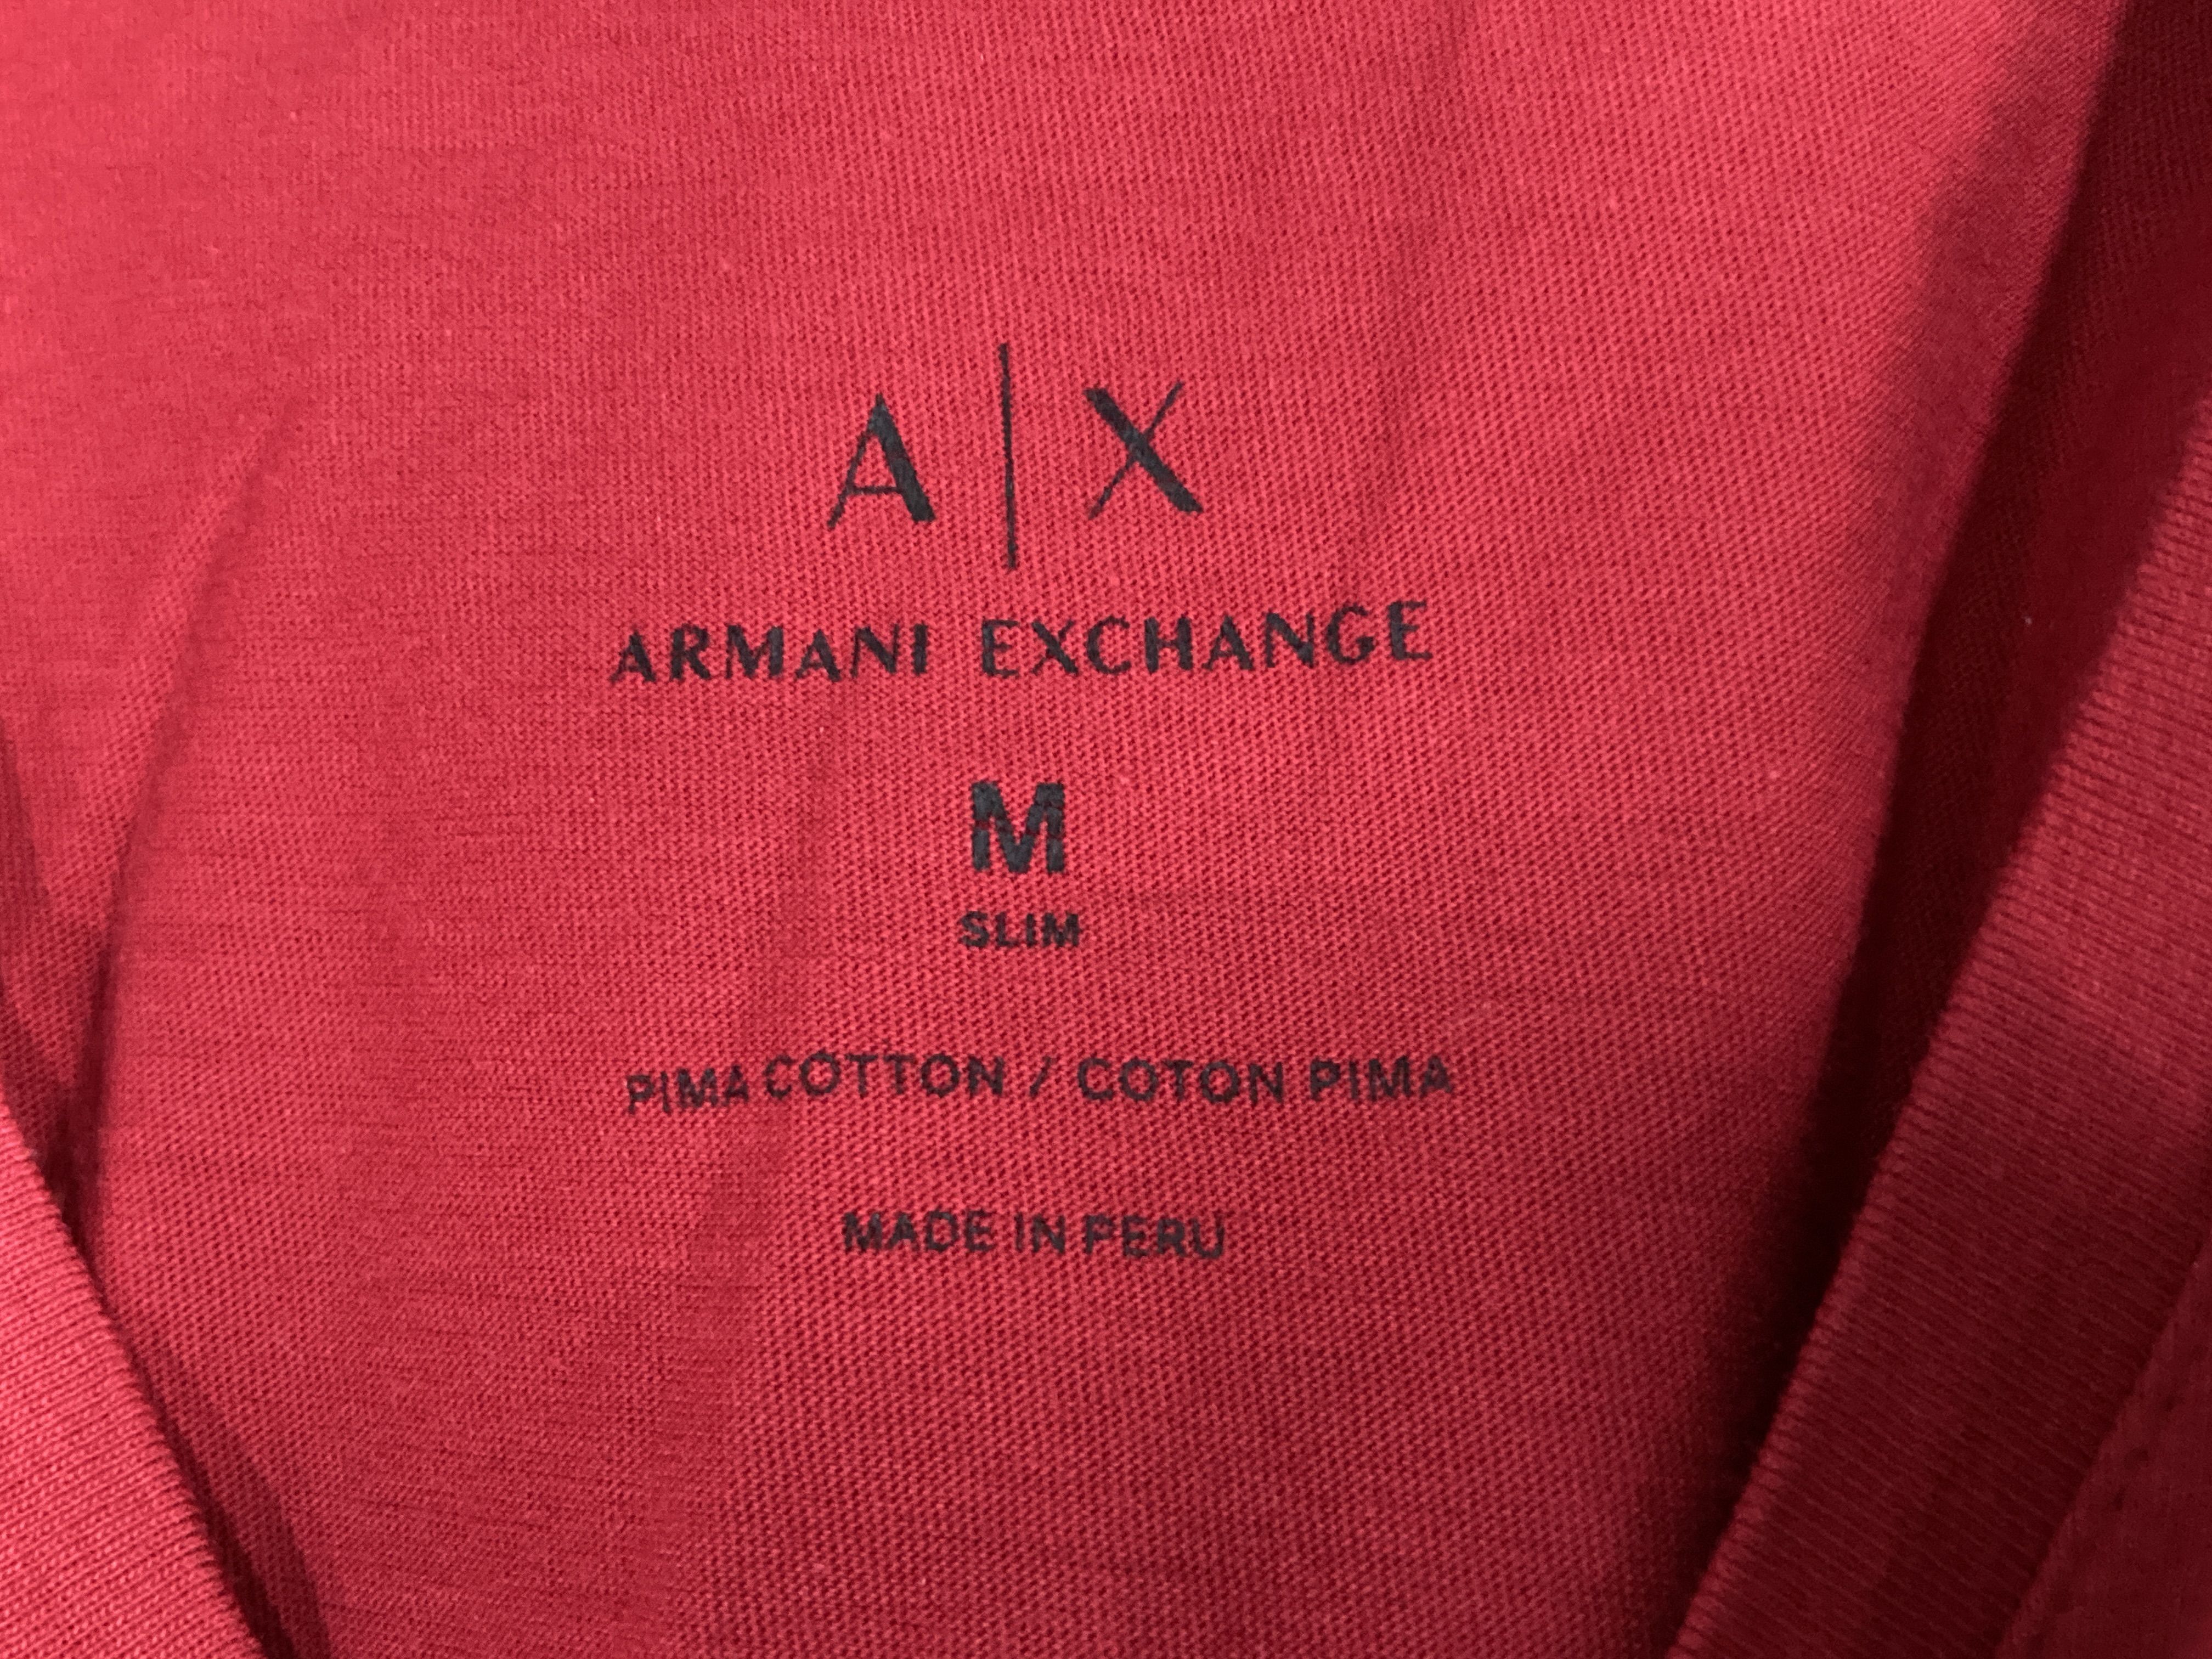 A|X
ARMANI EXCHANGE
M
SLIM
PIMA COTTON / COTON PIMA
MADE IN PERU